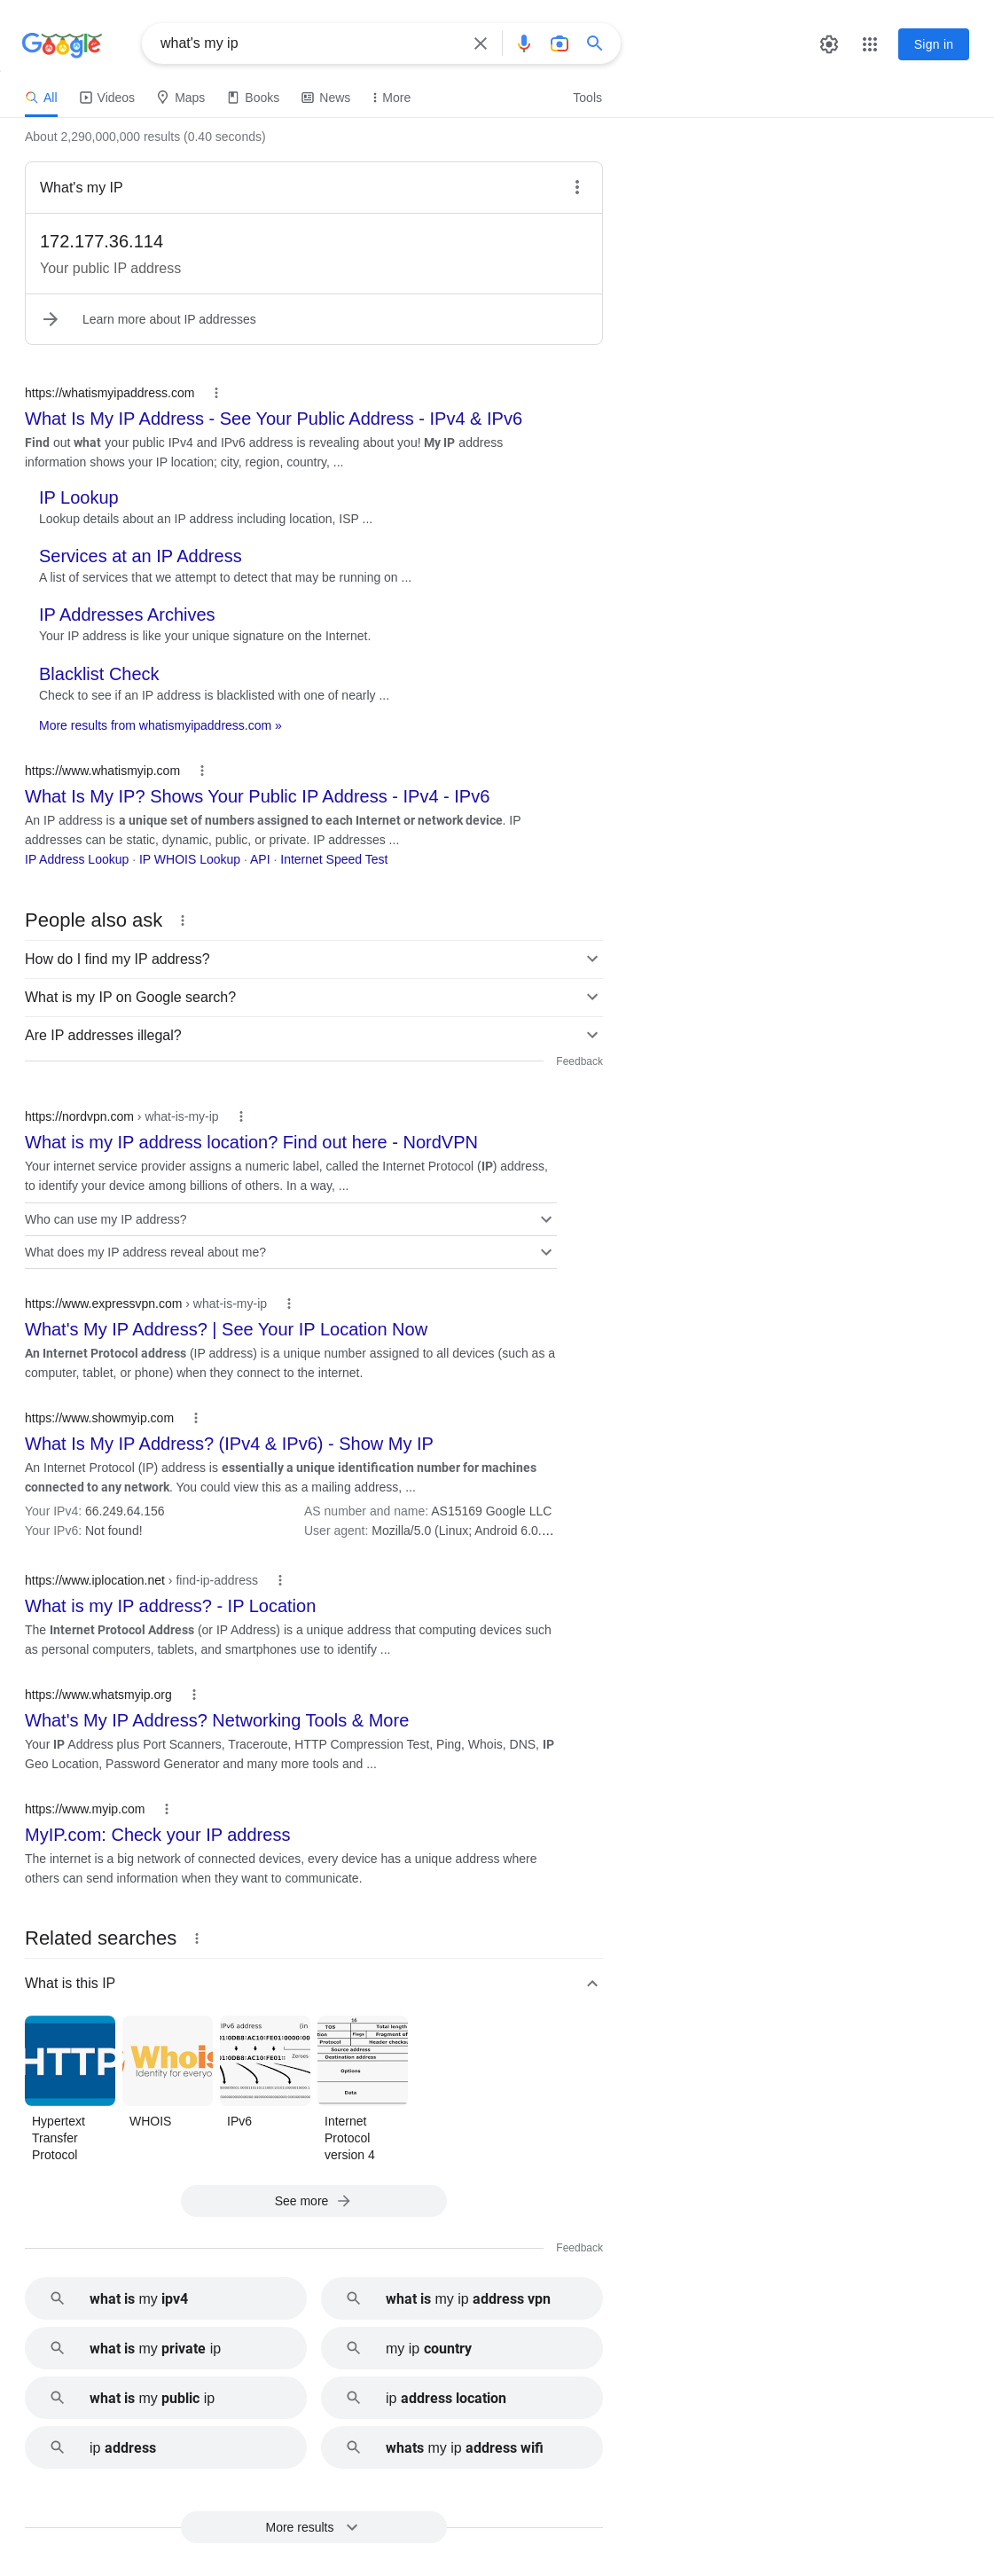 Google
what's my ip
Sign in
All
Videos
Maps
Books
News
More
Tools
About 2,290,000,000 results (0.40 seconds)
What's my IP
172.177.36.114
Your public IP address
Learn more about IP addresses
https://whatismyipaddress.com
What Is My IP Address - See Your Public Address - IPv4 & IPv6
Find out what your public IPv4 and IPv6 address is revealing about you! My IP address
information shows your IP location; city, region, country, ...
IP Lookup
Lookup details about an IP address including location, ISP ...
Services at an IP Address
A list of services that we attempt to detect that may be running on ...
IP Addresses Archives
Your IP address is like your unique signature on the Internet.
Blacklist Check
Check to see if an IP address is blacklisted with one of nearly ...
More results from whatismyipaddress.com »
https://www.whatismyip.com
What Is My IP? Shows Your Public IP Address - IPv4 - IPv6
An IP address is a unique set of numbers assigned to each Internet or network device. IP
addresses can be static, dynamic, public, or private. IP addresses ...
IP Address Lookup · IP WHOIS Lookup · API · Internet Speed Test
People also ask
How do I find my IP address?
What is my IP on Google search?
Are IP addresses illegal?
Feedback
https://nordvpn.com › what-is-my-ip
What is my IP address location? Find out here - NordVPN
Your internet service provider assigns a numeric label, called the Internet Protocol (IP) address,
to identify your device among billions of others. In a way, ...
Who can use my IP address?
What does my IP address reveal about me?
https://www.expressvpn.com › what-is-my-ip
What's My IP Address? | See Your IP Location Now
An Internet Protocol address (IP address) is a unique number assigned to all devices (such as a
computer, tablet, or phone) when they connect to the internet.
https://www.showmyip.com
What Is My IP Address? (IPv4 & IPv6) - Show My IP
An Internet Protocol (IP) address is essentially a unique identification number for machines
connected to any network. You could view this as a mailing address, ...
Your IPv4: 66.249.64.156
AS number and name: AS15169 Google LLC
Your IPv6: Not found!
User agent: Mozilla/5.0 (Linux; Android 6.0....
https://www.iplocation.net › find-ip-address
What is my IP address? - IP Location
The Internet Protocol Address (or IP Address) is a unique address that computing devices such
as personal computers, tablets, and smartphones use to identify ...
https://www.whatsmyip.org
What's My IP Address? Networking Tools & More
Your IP Address plus Port Scanners, Traceroute, HTTP Compression Test, Ping, Whois, DNS, IP
Geo Location, Password Generator and many more tools and ...
https://www.myip.com
MyIP.com: Check your IP address
The internet is a big network of connected devices, every device has a unique address where
others can send information when they want to communicate.
Related searches
What is this IP
HTTP
Whois
Identity for everyo
IPv6 address (in
Zeroes
16
TOS Total length
Flags Fragment of
Protocol Header checksu
Source address
Destination address
Options
Data
Hypertext
Transfer
Protocol
WHOIS
IPv6
Internet
Protocol
version 4
See more
Feedback
what is my ipv4
what is my ip address vpn
what is my private ip
my ip country
what is my public ip
ip address location
ip address
whats my ip address wifi
More results